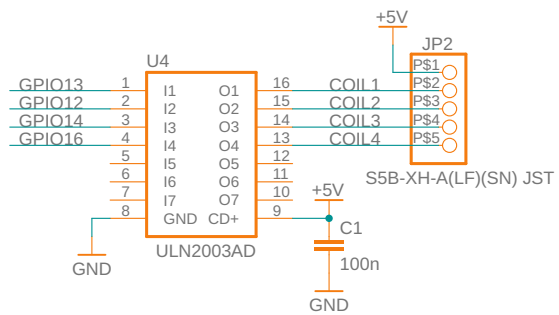 +5V
U4
JP2
GPIO13 1 I1 O1 16 COIL1 P$1
GPIO12 2 I2 O2 15 COIL2 P$2
GPIO14 3 I3 O3 14 COIL3 P$3
GPIO16 4 I4 O4 13 COIL4 P$4
5 I5 O5 12 P$5
6 I6 O6 11
7 I7 O7 10
8 GND CD+ 9
S5B-XH-A(LF)(SN) JST
+5V
ULN2003AD
C1
100n
GND
GND